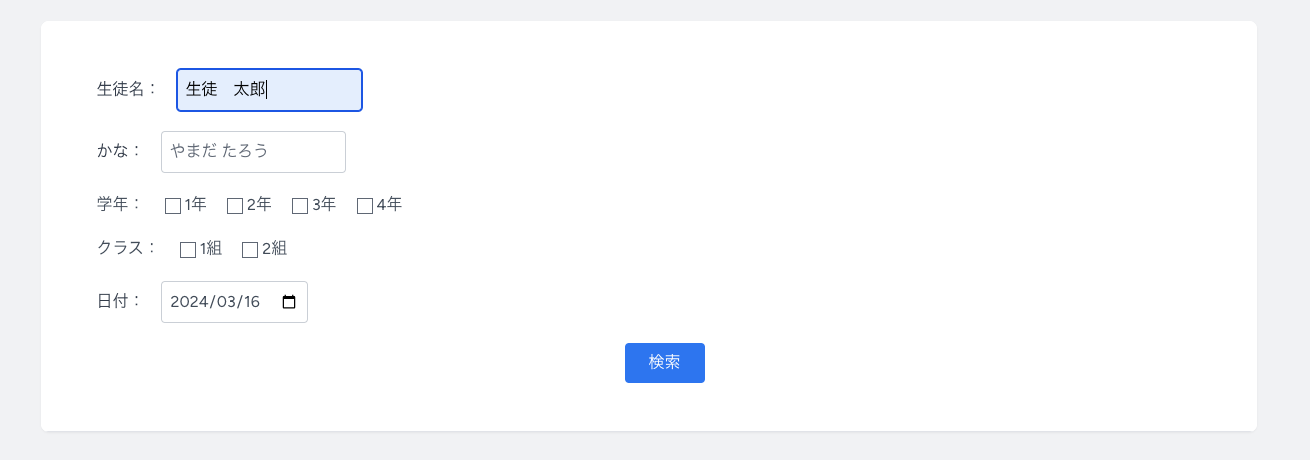 生徒名： 生徒　太郎
かな： やまだ たろう
学年： 1年 2年 3年 4年
クラス： 1組 2組
日付： 2024/03/16
検索